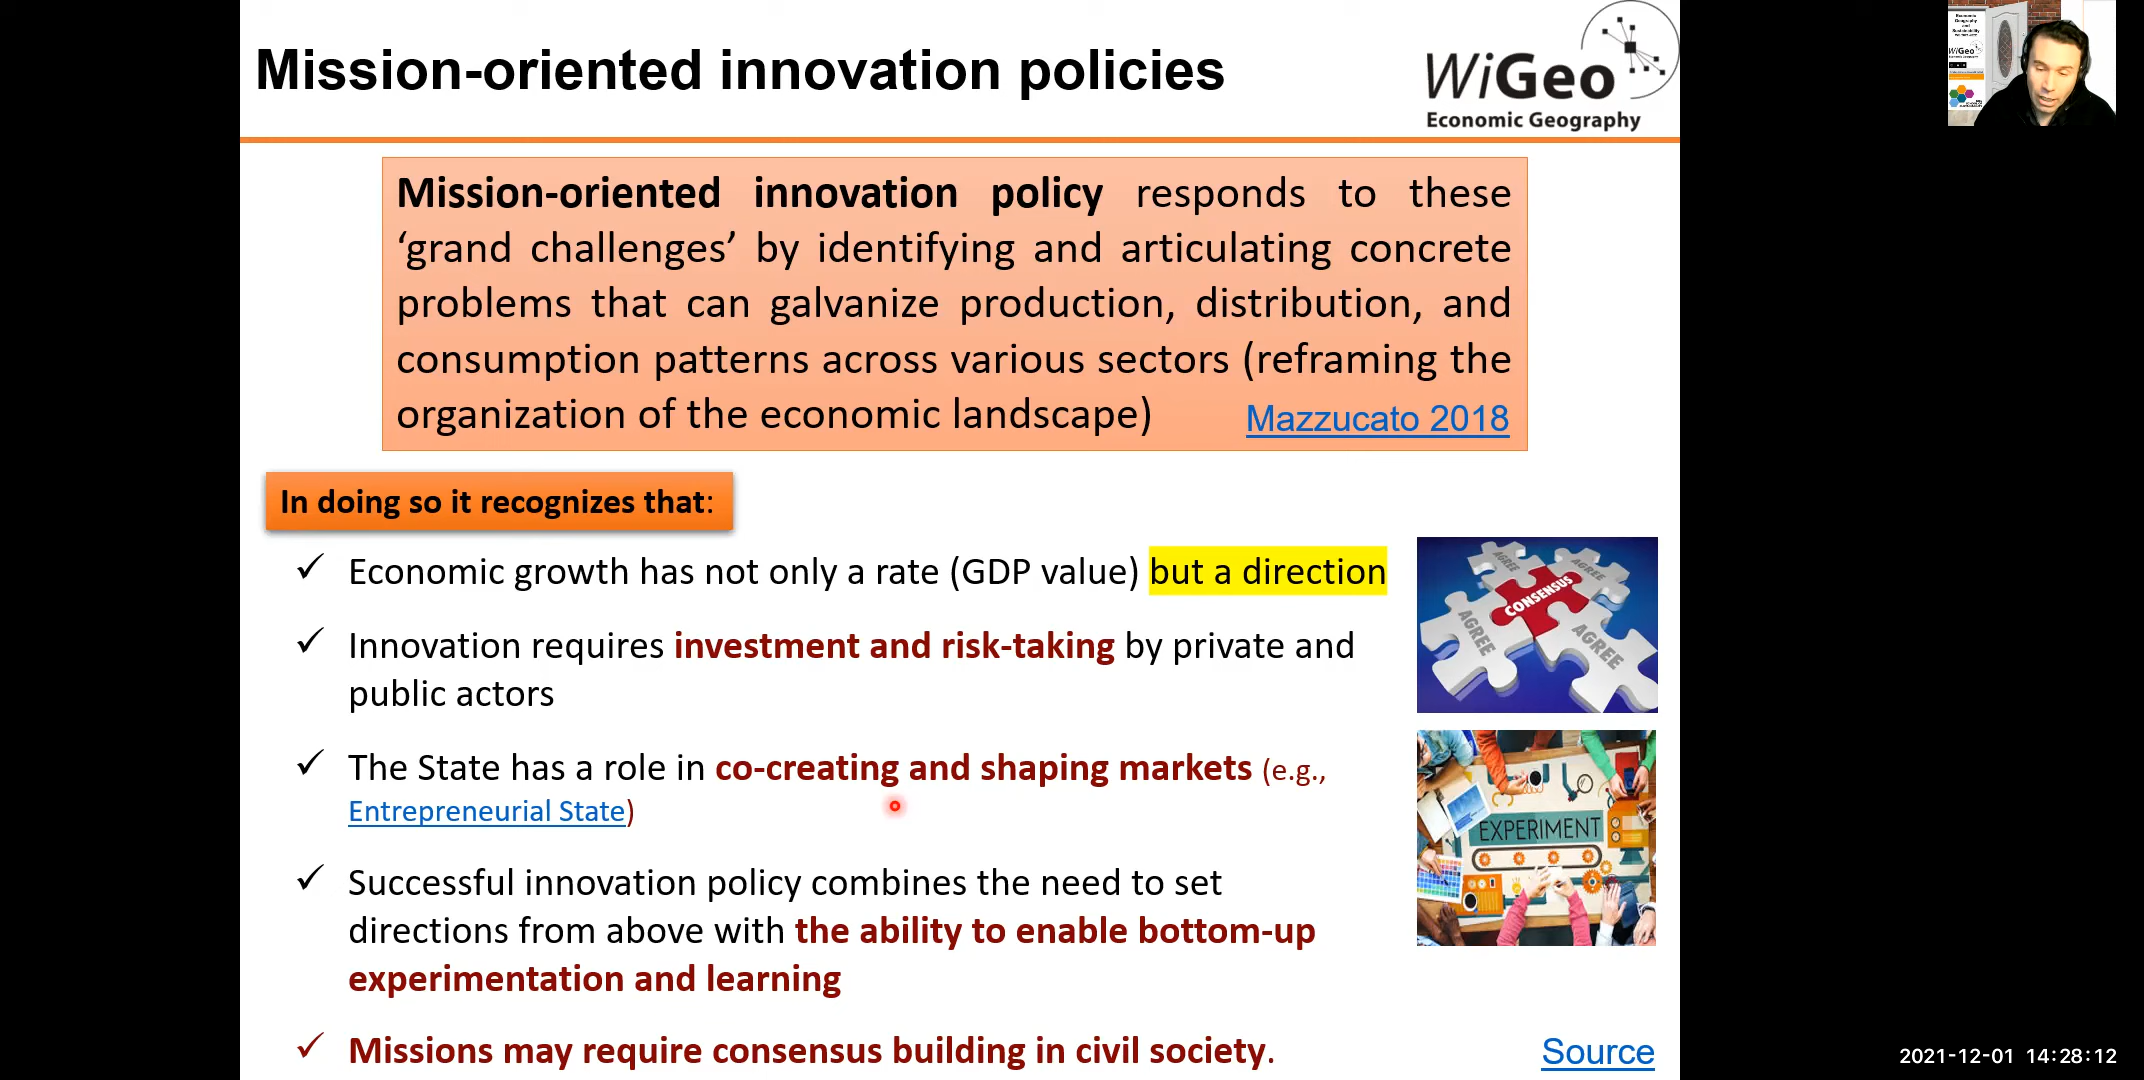 Mission-oriented innovation policies
WiGeo
Economic Geography
Mission-oriented innovation policy responds to these
‘grand challenges’ by identifying and articulating concrete
problems that can galvanize production, distribution, and
consumption patterns across various sectors (reframing the
organization of the economic landscape) Mazzucato 2018
In doing so it recognizes that:
✓ Economic growth has not only a rate (GDP value) but a direction
✓ Innovation requires investment and risk-taking by private and
public actors
✓ The State has a role in co-creating and shaping markets (e.g.,
Entrepreneurial State)
✓ Successful innovation policy combines the need to set
directions from above with the ability to enable bottom-up
experimentation and learning
✓ Missions may require consensus building in civil society.
AGREE
AGREE
CONSENSUS
AGREE
AGREE
EXPERIMENT
Source
Economic
Geography
and
Sustainability
WiGeo
2021-12-01 14:28:12